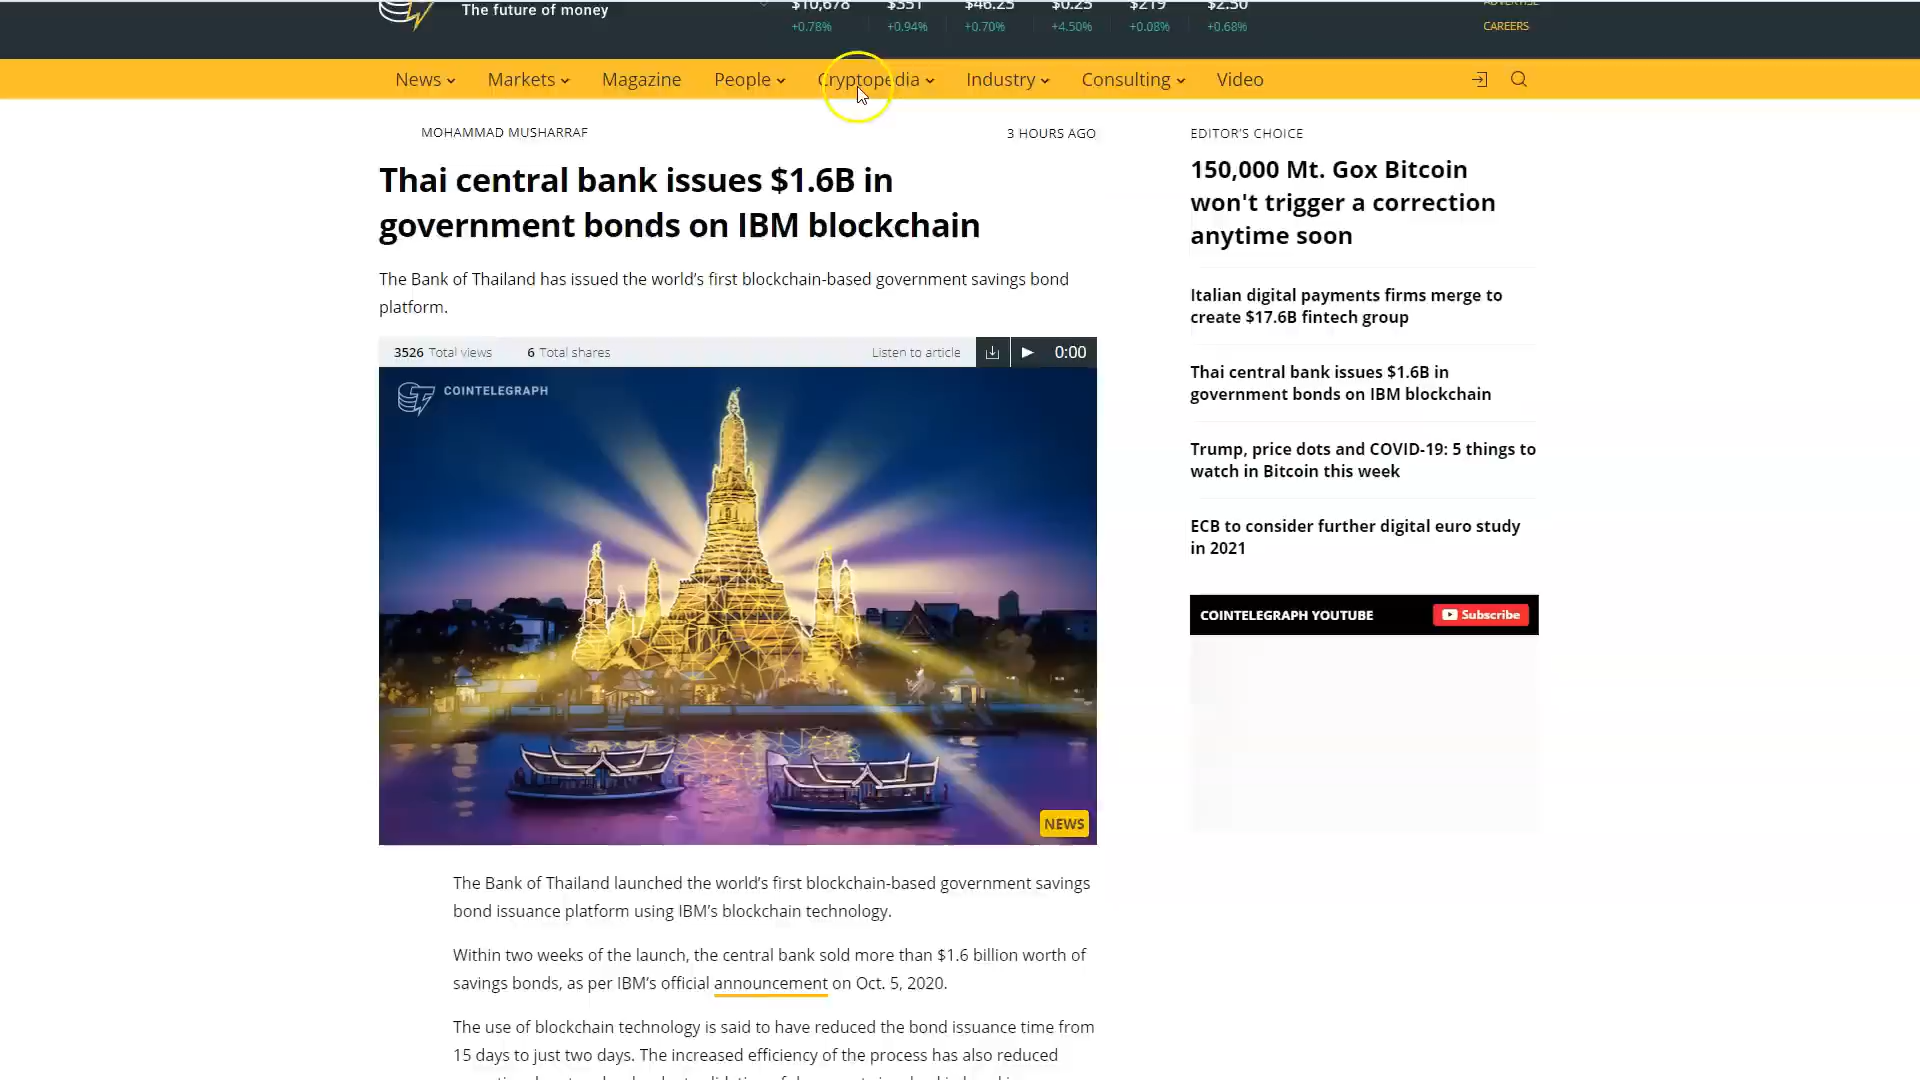 The future of money
$10,678 $351 $46.25 $0.25 $219 $2.50
+0.78% +0.94% +0.70% +4.50% +0.08% +0.68%
ADVERTISE
CAREERS
News Markets Magazine People Cryptopedia Industry Consulting Video
MOHAMMAD MUSHARRAF
3 HOURS AGO
Thai central bank issues $1.6B in
government bonds on IBM blockchain
The Bank of Thailand has issued the world’s first blockchain-based government savings bond
platform.
3526 Total views 6 Total shares
Listen to article 0:00
COINTELEGRAPH
NEWS
The Bank of Thailand launched the world’s first blockchain-based government savings
bond issuance platform using IBM’s blockchain technology.
Within two weeks of the launch, the central bank sold more than $1.6 billion worth of
savings bonds, as per IBM’s official announcement on Oct. 5, 2020.
The use of blockchain technology is said to have reduced the bond issuance time from
15 days to just two days. The increased efficiency of the process has also reduced
EDITOR’S CHOICE
150,000 Mt. Gox Bitcoin
won't trigger a correction
anytime soon
Italian digital payments firms merge to
create $17.6B fintech group
Thai central bank issues $1.6B in
government bonds on IBM blockchain
Trump, price dots and COVID-19: 5 things to
watch in Bitcoin this week
ECB to consider further digital euro study
in 2021
COINTELEGRAPH YOUTUBE
Subscribe